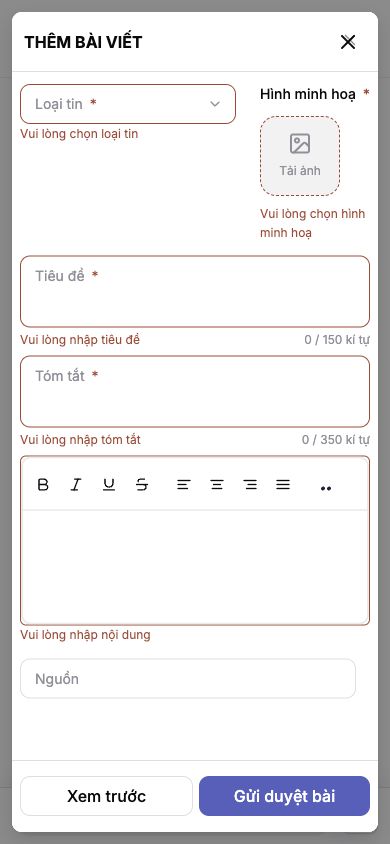 THÊM BÀI VIẾT
Loại tin *
Vui lòng chọn loại tin
Hình minh hoạ *
Tải ảnh
Vui lòng chọn hình
minh hoạ
Tiêu đề *
Vui lòng nhập tiêu đề
0 / 150 kí tự
Tóm tắt *
Vui lòng nhập tóm tắt
0 / 350 kí tự
Vui lòng nhập nội dung
Nguồn
Xem trước
Gửi duyệt bài